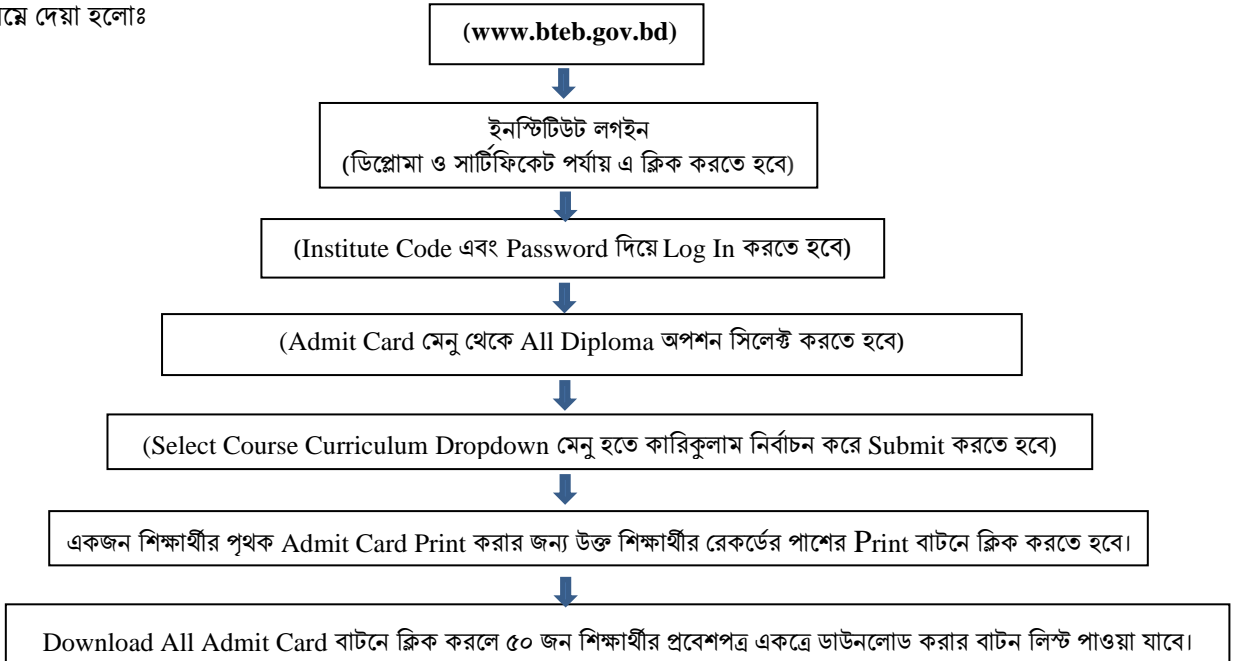 দেয়া হলোঃ
(www.bteb.gov.bd)
ইনস্টিটিউট লগইন
(ডিপ্লোমা ও সার্টিফিকেট পর্যায় এ ক্লিক করতে হবে)
(Institute Code এবং Password দিয়ে Log In করতে হবে)
(Admit Card মেনু থেকে All Diploma অপশন সিলেক্ট করতে হবে)
(Select Course Curriculum Dropdown মেনু হতে কারিকুলাম নির্বাচন করে Submit করতে হবে)
একজন শিক্ষার্থীর পৃথক Admit Card Print করার জন্য উক্ত শিক্ষার্থীর রেকর্ডের পাশের Print বাটনে ক্লিক করতে হবে।
Download All Admit Card বাটনে ক্লিক করলে ৫০ জন শিক্ষার্থীর প্রবেশপত্র একত্রে ডাউনলোড করার বাটন লিস্ট পাওয়া যাবে।